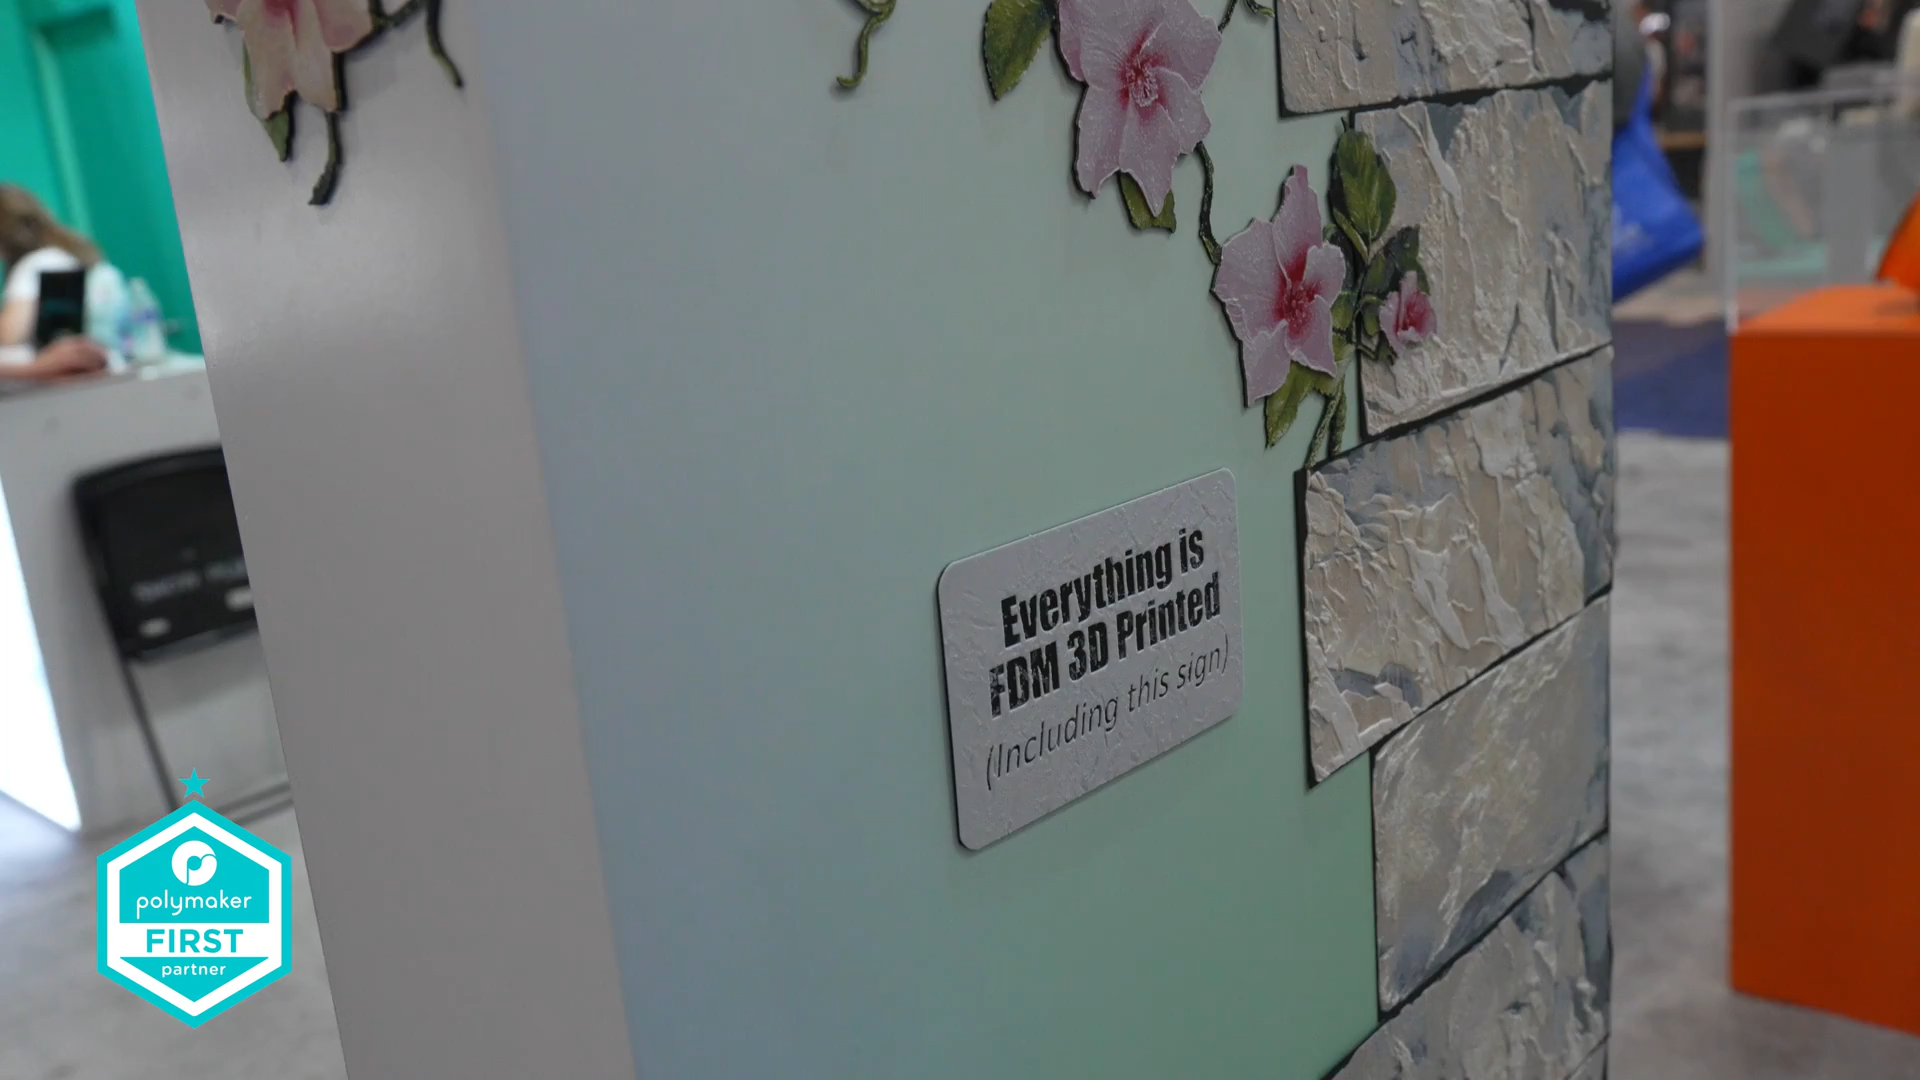 Everything is
FDM 3D Printed
(Including this sign)
polymaker
FIRST
partner